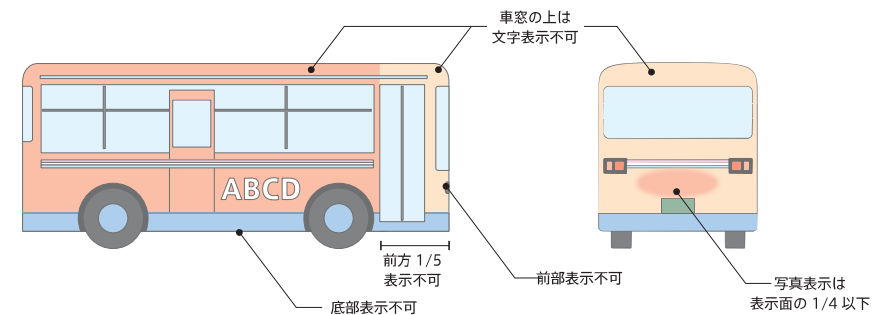 車窓の上は
文字表示不可
ABCD
前方 1/5
表示不可
前部表示不可
底部表示不可
写真表示は
表示面の 1/4 以下